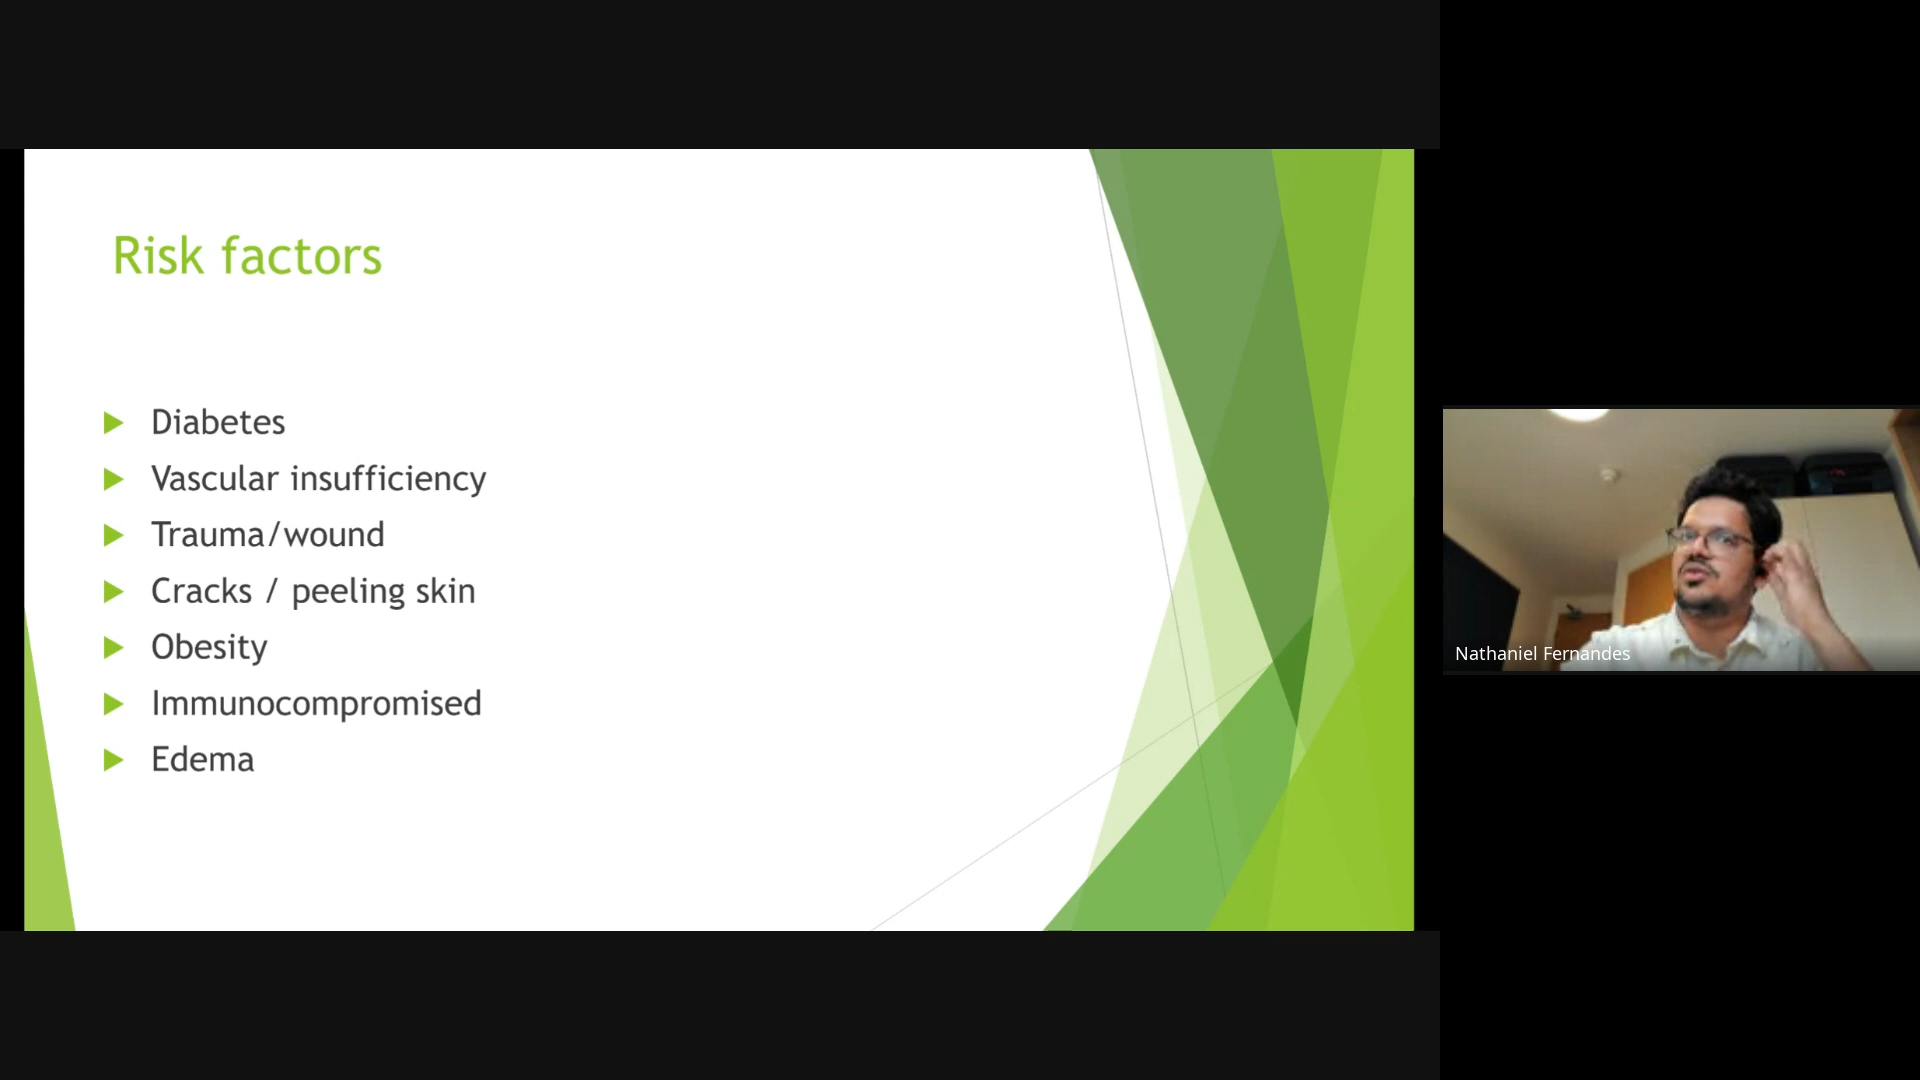 Risk factors
Diabetes
Vascular insufficiency
Trauma/wound
Cracks / peeling skin
Obesity
Immunocompromised
Edema
Nathaniel Fernandes